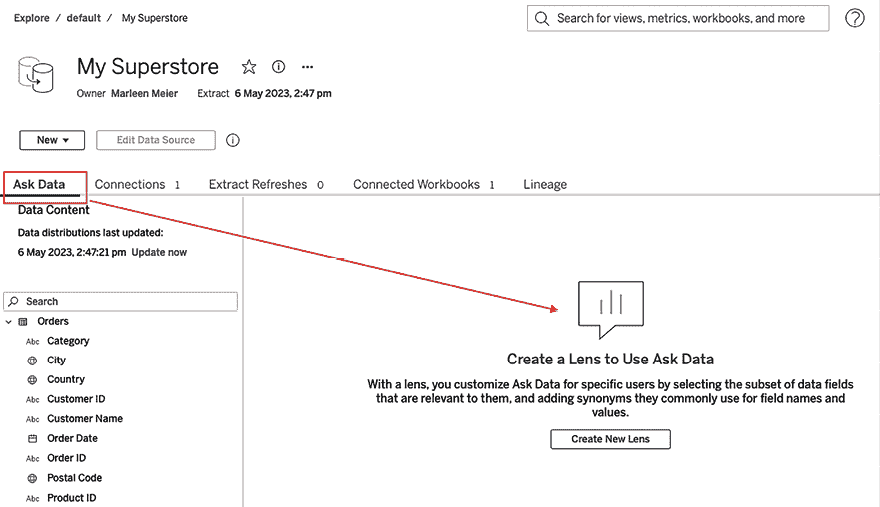 Explore / default / My Superstore
Search for views, metrics, workbooks, and more
?
My Superstore
Owner Marleen Meier Extract 6 May 2023, 2:47 pm
New Edit Data Source
Ask Data Connections 1 Extract Refreshes 0 Connected Workbooks 1 Lineage
Data Content
Data distributions last updated:
6 May 2023, 2:47:21 pm Update now
Search
Orders
Abc Category
City
Country
Abc Customer ID
Abc Customer Name
Order Date
Abc Order ID
Postal Code
Abc Product ID
Create a Lens to Use Ask Data
With a lens, you customize Ask Data for specific users by selecting the subset of data fields
that are relevant to them, and adding synonyms they commonly use for field names and
values.
Create New Lens